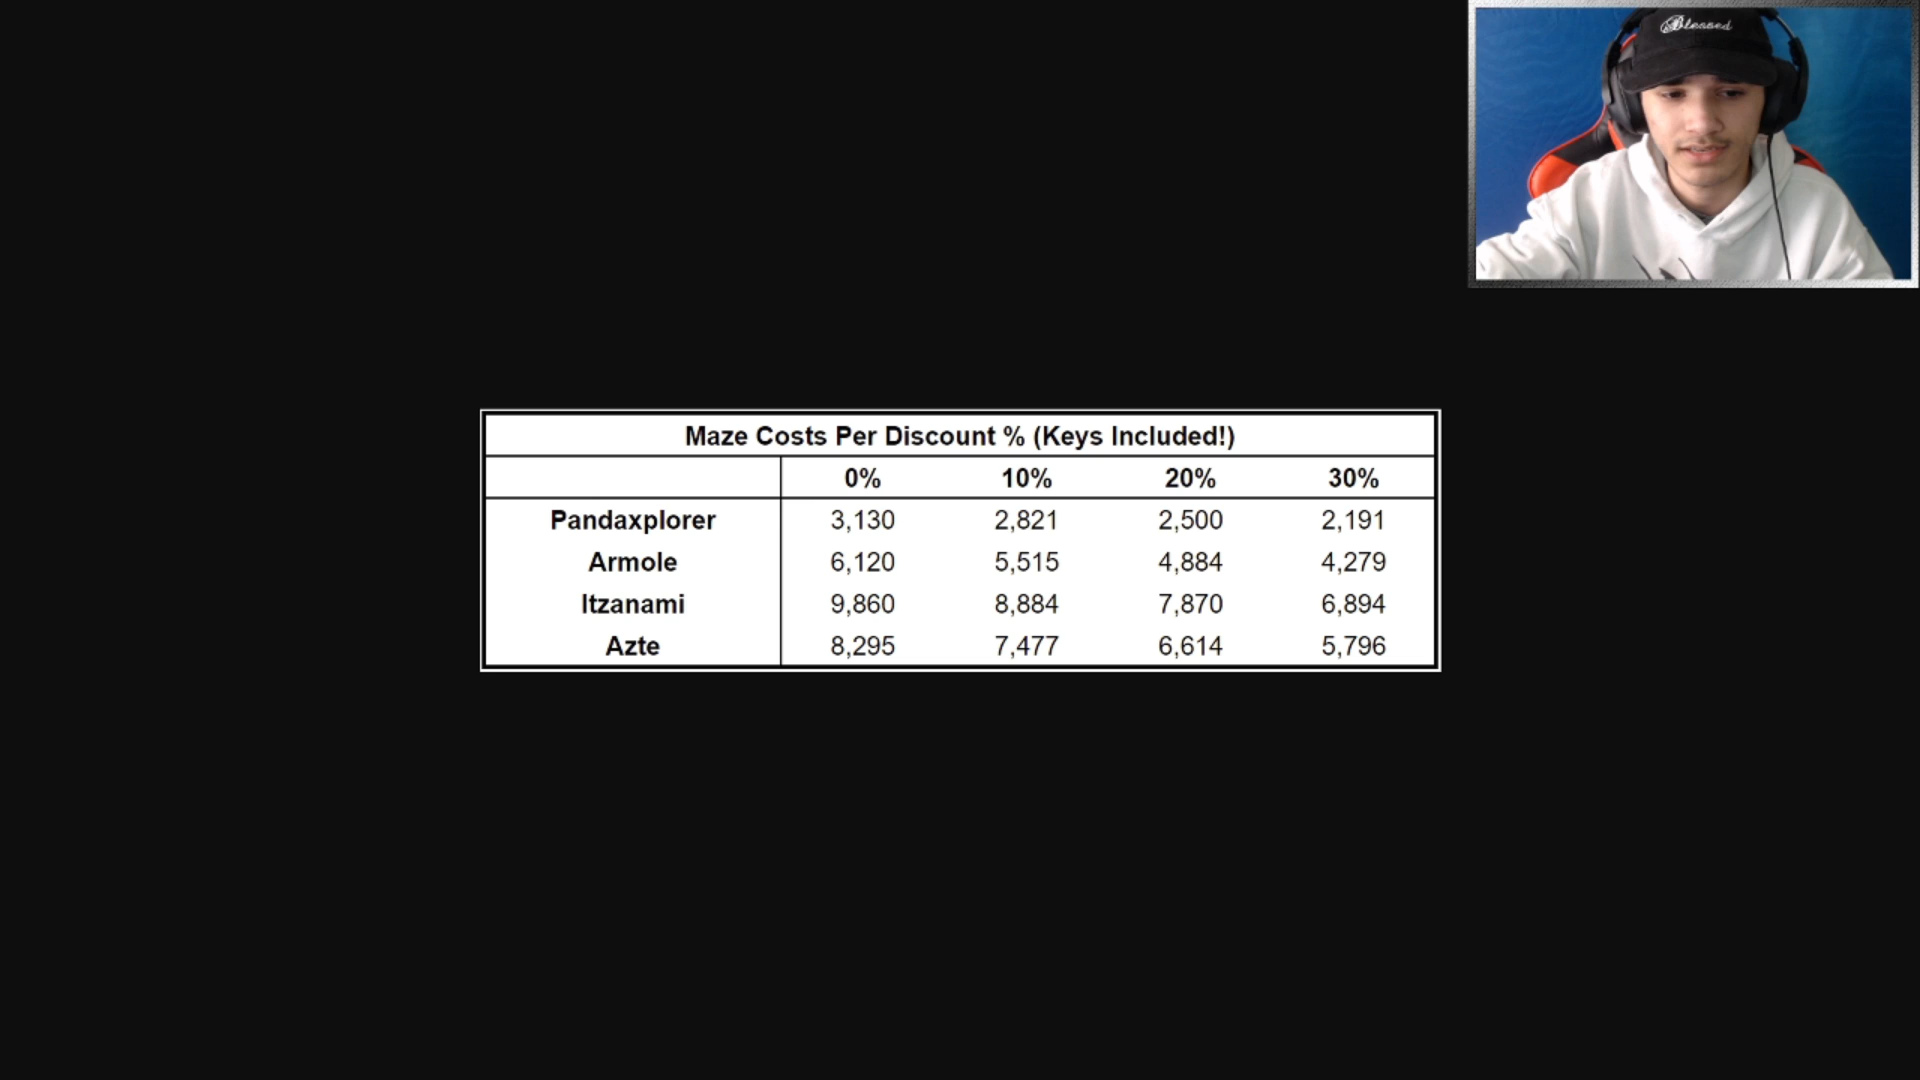 Blessed
Maze Costs Per Discount % (Keys Included!)
0% 10% 20% 30%
Pandaxplorer 3,130 2,821 2,500 2,191
Armole 6,120 5,515 4,884 4,279
Itzanami 9,860 8,884 7,870 6,894
Azte 8,295 7,477 6,614 5,796